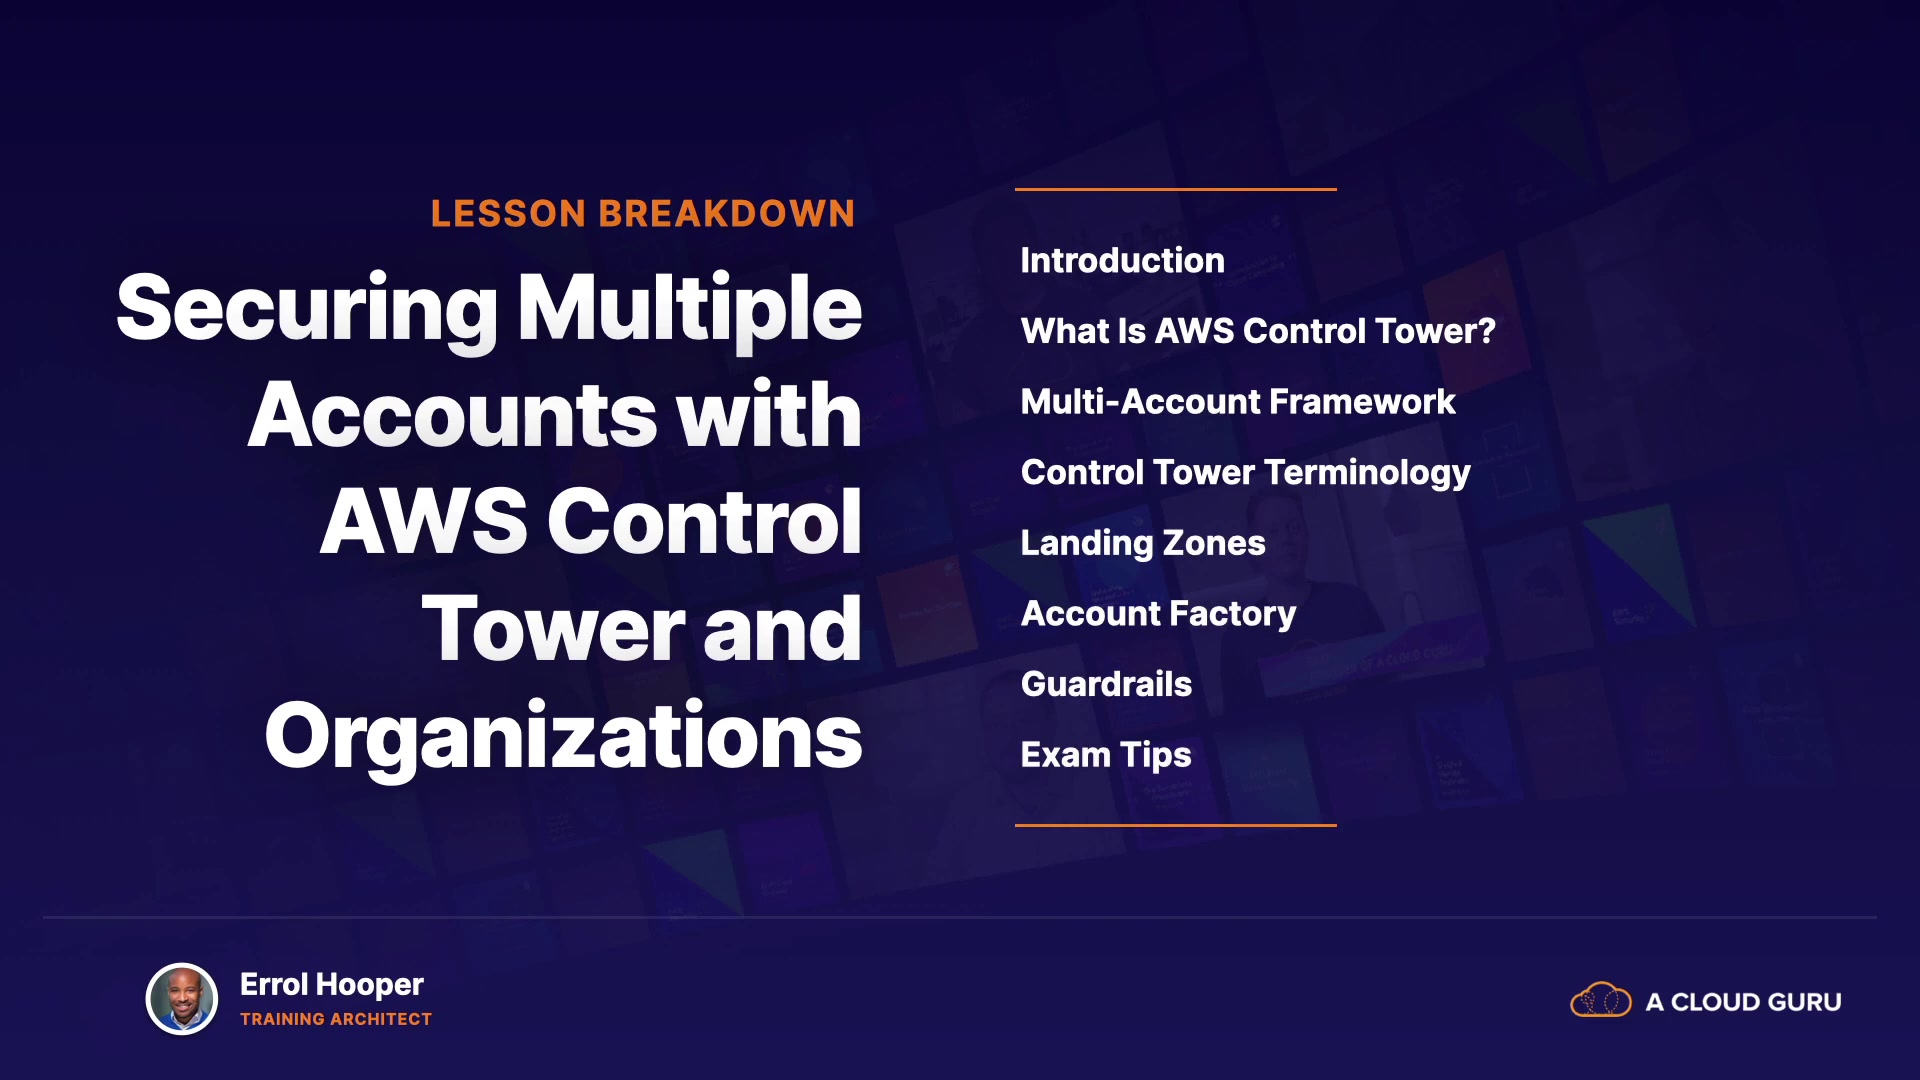 LESSON BREAKDOWN
Securing Multiple
Accounts with
AWS Control
Tower and
Organizations
Introduction
What Is AWS Control Tower?
Multi-Account Framework
Control Tower Terminology
Landing Zones
Account Factory
Guardrails
Exam Tips
Errol Hooper
TRAINING ARCHITECT
A CLOUD GURU